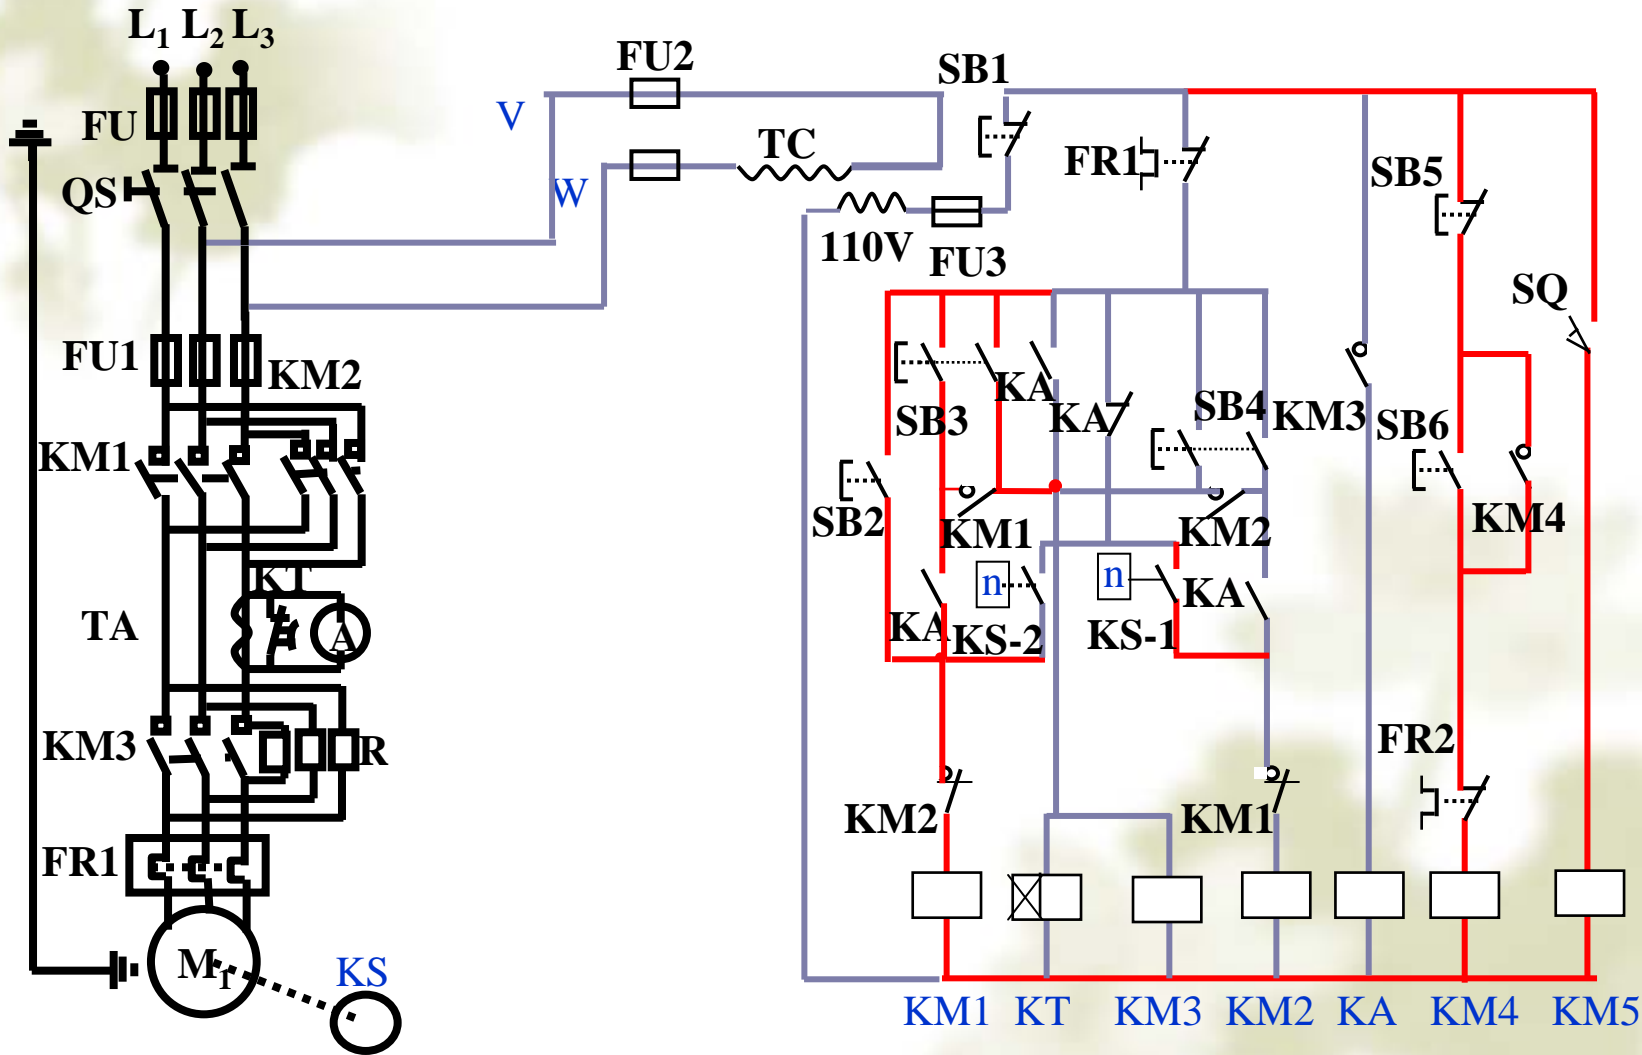 L1 L2 L3
FU2
SB1
V
FU
TC
FR1
SB5
QS
W
110V
FU3
SQ
FU1
KM2
KA
KA
SB4
KM3
SB3
SB6
KM1
SB2
KM1
KM2
KM4
KT
n
n
TA
A
KA
KS-2
KS-1
KA
KM3
R
FR2
KM2
KM1
FR1
M1
KS
KM1 KT KM3 KM2 KA KM4 KM5